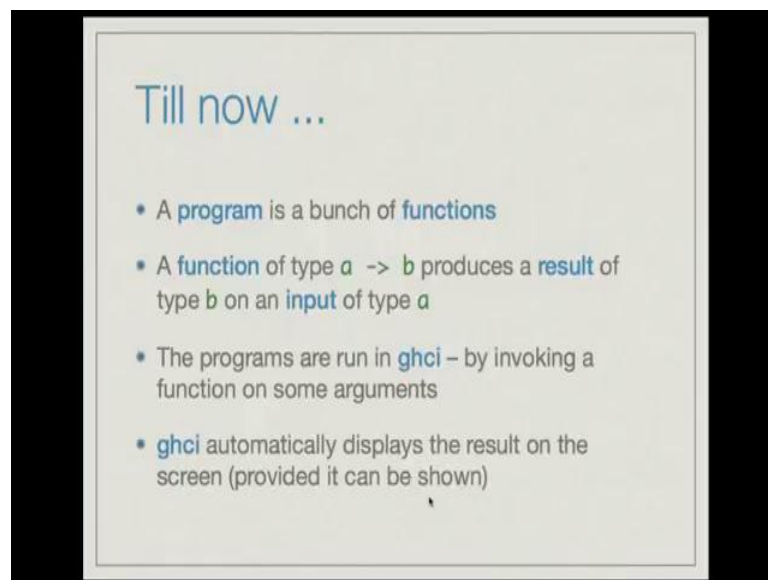 Till now ...
• A program is a bunch of functions
• A function of type a -> b produces a result of
type b on an input of type a
• The programs are run in ghci – by invoking a
function on some arguments
• ghci automatically displays the result on the
screen (provided it can be shown)